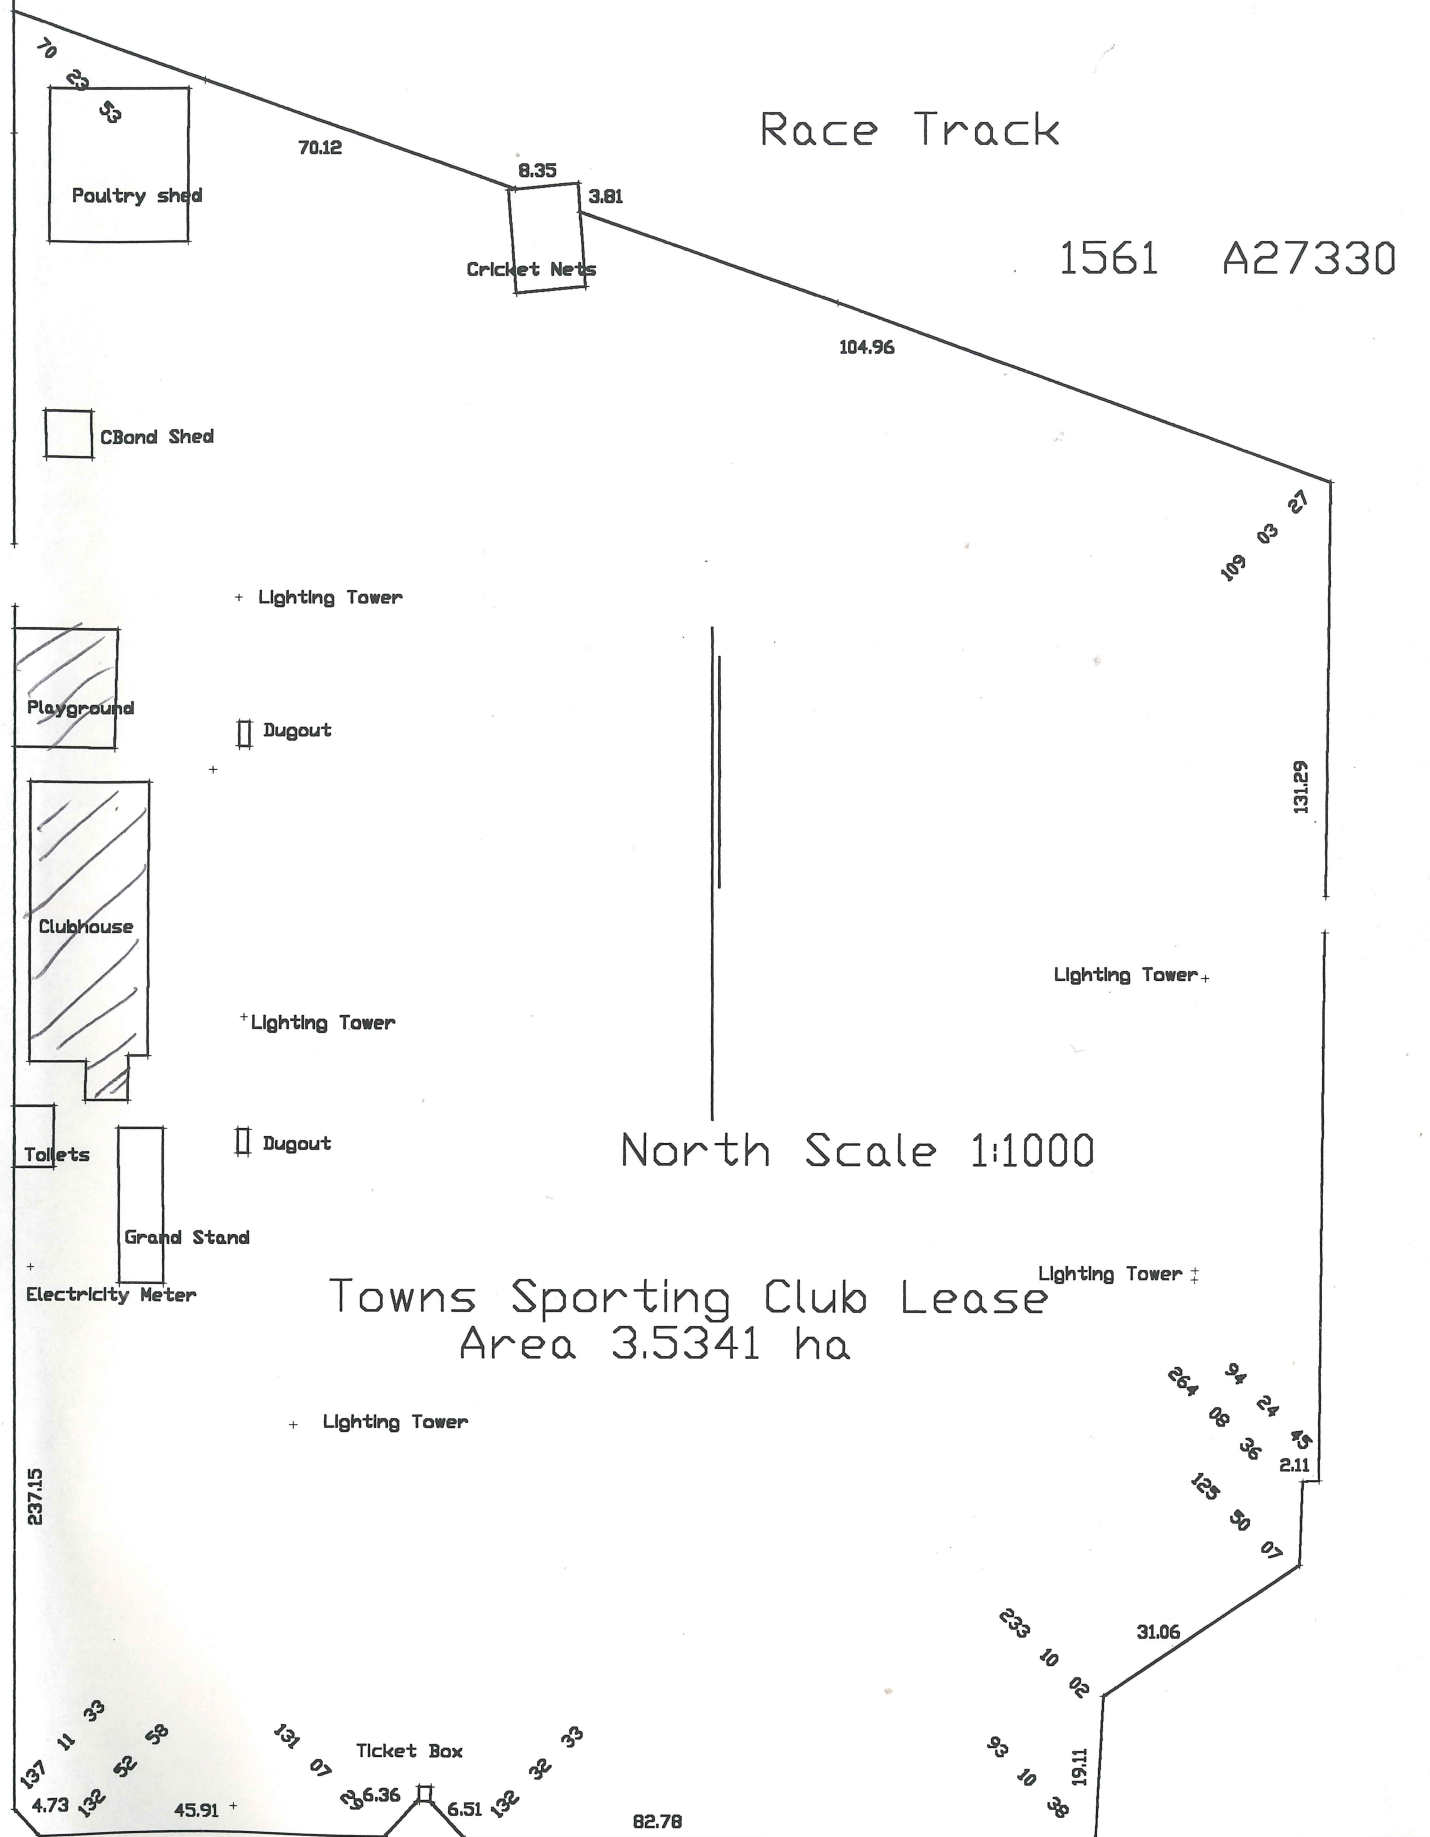 70 23 53
Race Track
70.12
8.35
3.81
Poultry shed
Cricket Nets
1561 A27330
104.96
CBond Shed
109 03 27
Lighting Tower
Playground
Dugout
131.29
Clubhouse
Lighting Tower
Lighting Tower
Toilets
Dugout
North Scale 1:1000
Grand Stand
Electricity Meter
Lighting Tower
Towns Sporting Club Lease
Area 3.5341 ha
94 24 45
264 08 36
Lighting Tower
2.11
237.15
125 50 07
31.06
233 10 02
137 11 33
132 52 58
131 07 29
Ticket Box
132 32 33
93 10 38
19.11
4.73
45.91
6.36
6.51
82.78